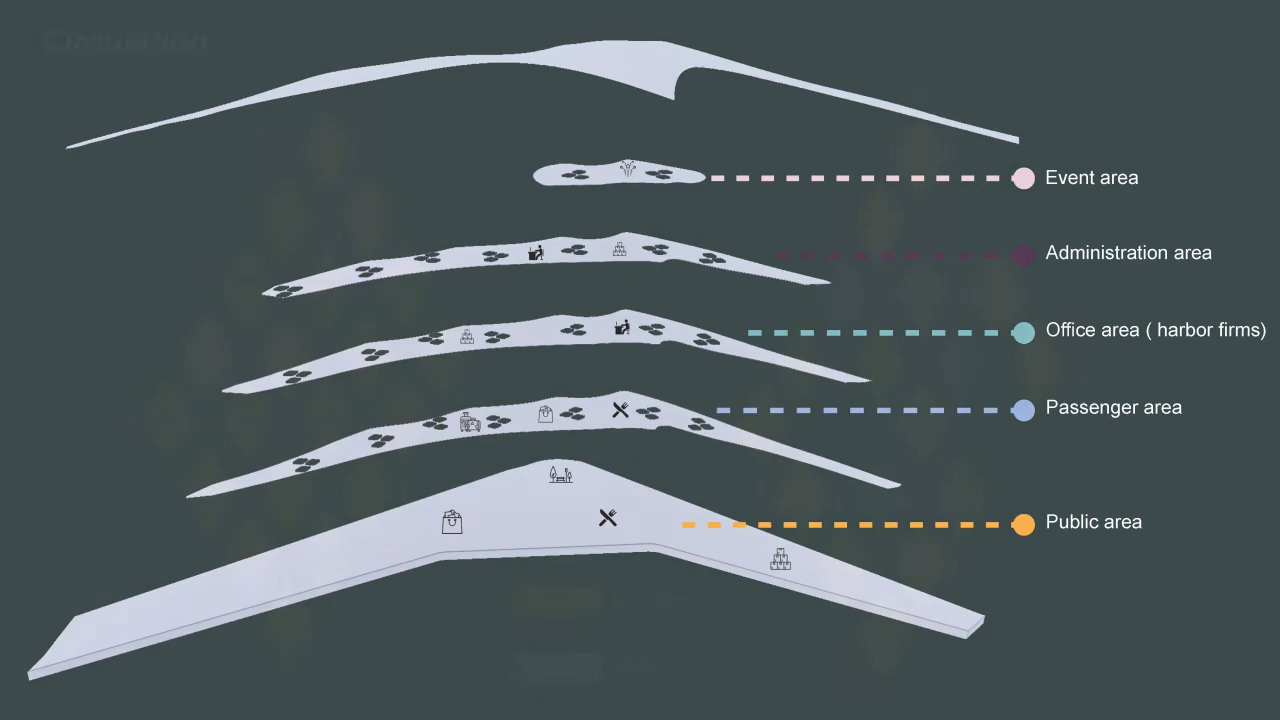 Event area
Administration area
Office area ( harbor firms)
Passenger area
Public area